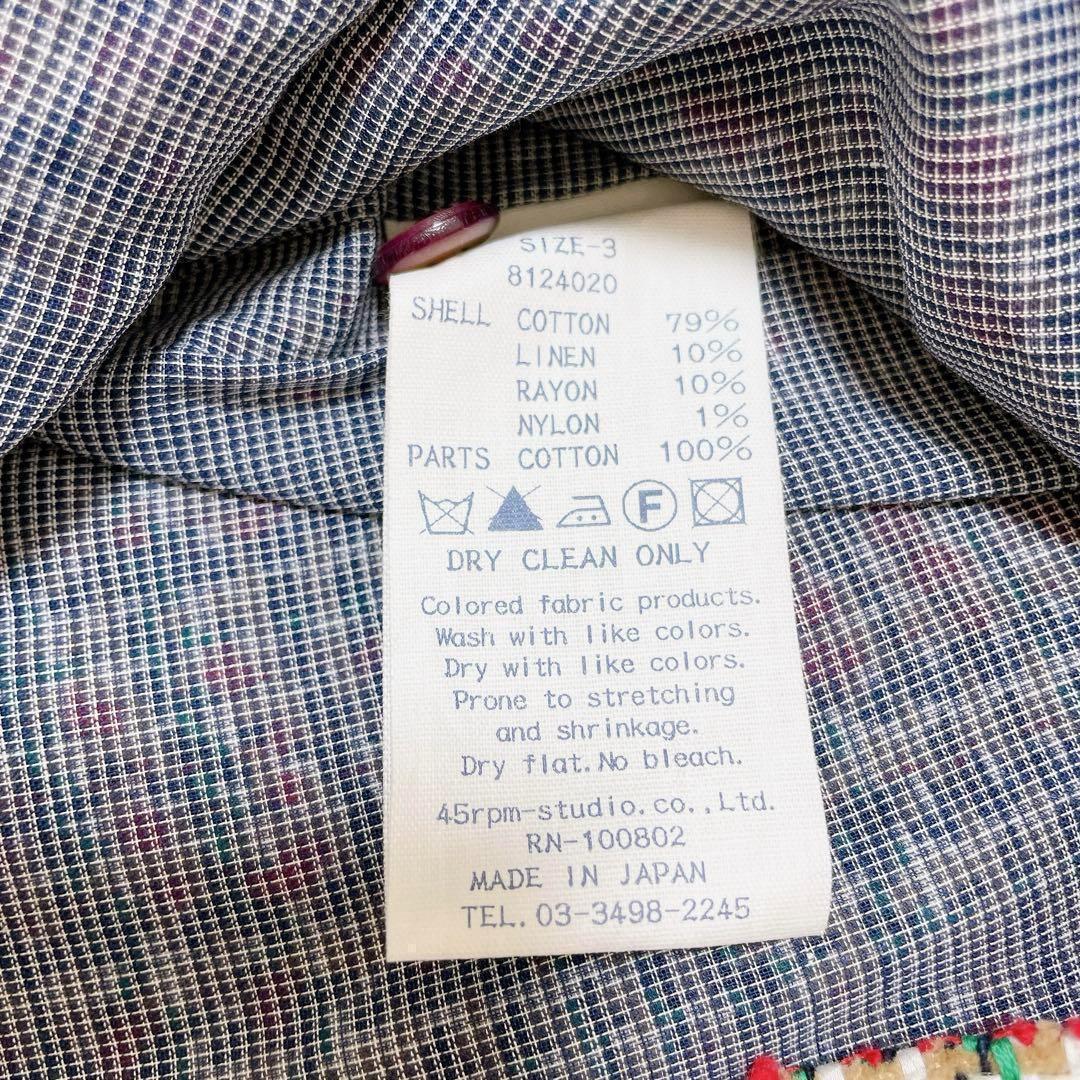 SIZE-3
8124020
SHELL COTTON 79%
LINEN 10%
RAYON 10%
NYLON 1%
PARTS COTTON 100%
F
DRY CLEAN ONLY
Colored fabric products.
Wash with like colors.
Dry with like colors.
Prone to stretching
and shrinkage.
Dry flat.No bleach.
45rpm-studio.co.,Ltd.
RN-100802
MADE IN JAPAN
TEL.03-3498-2245